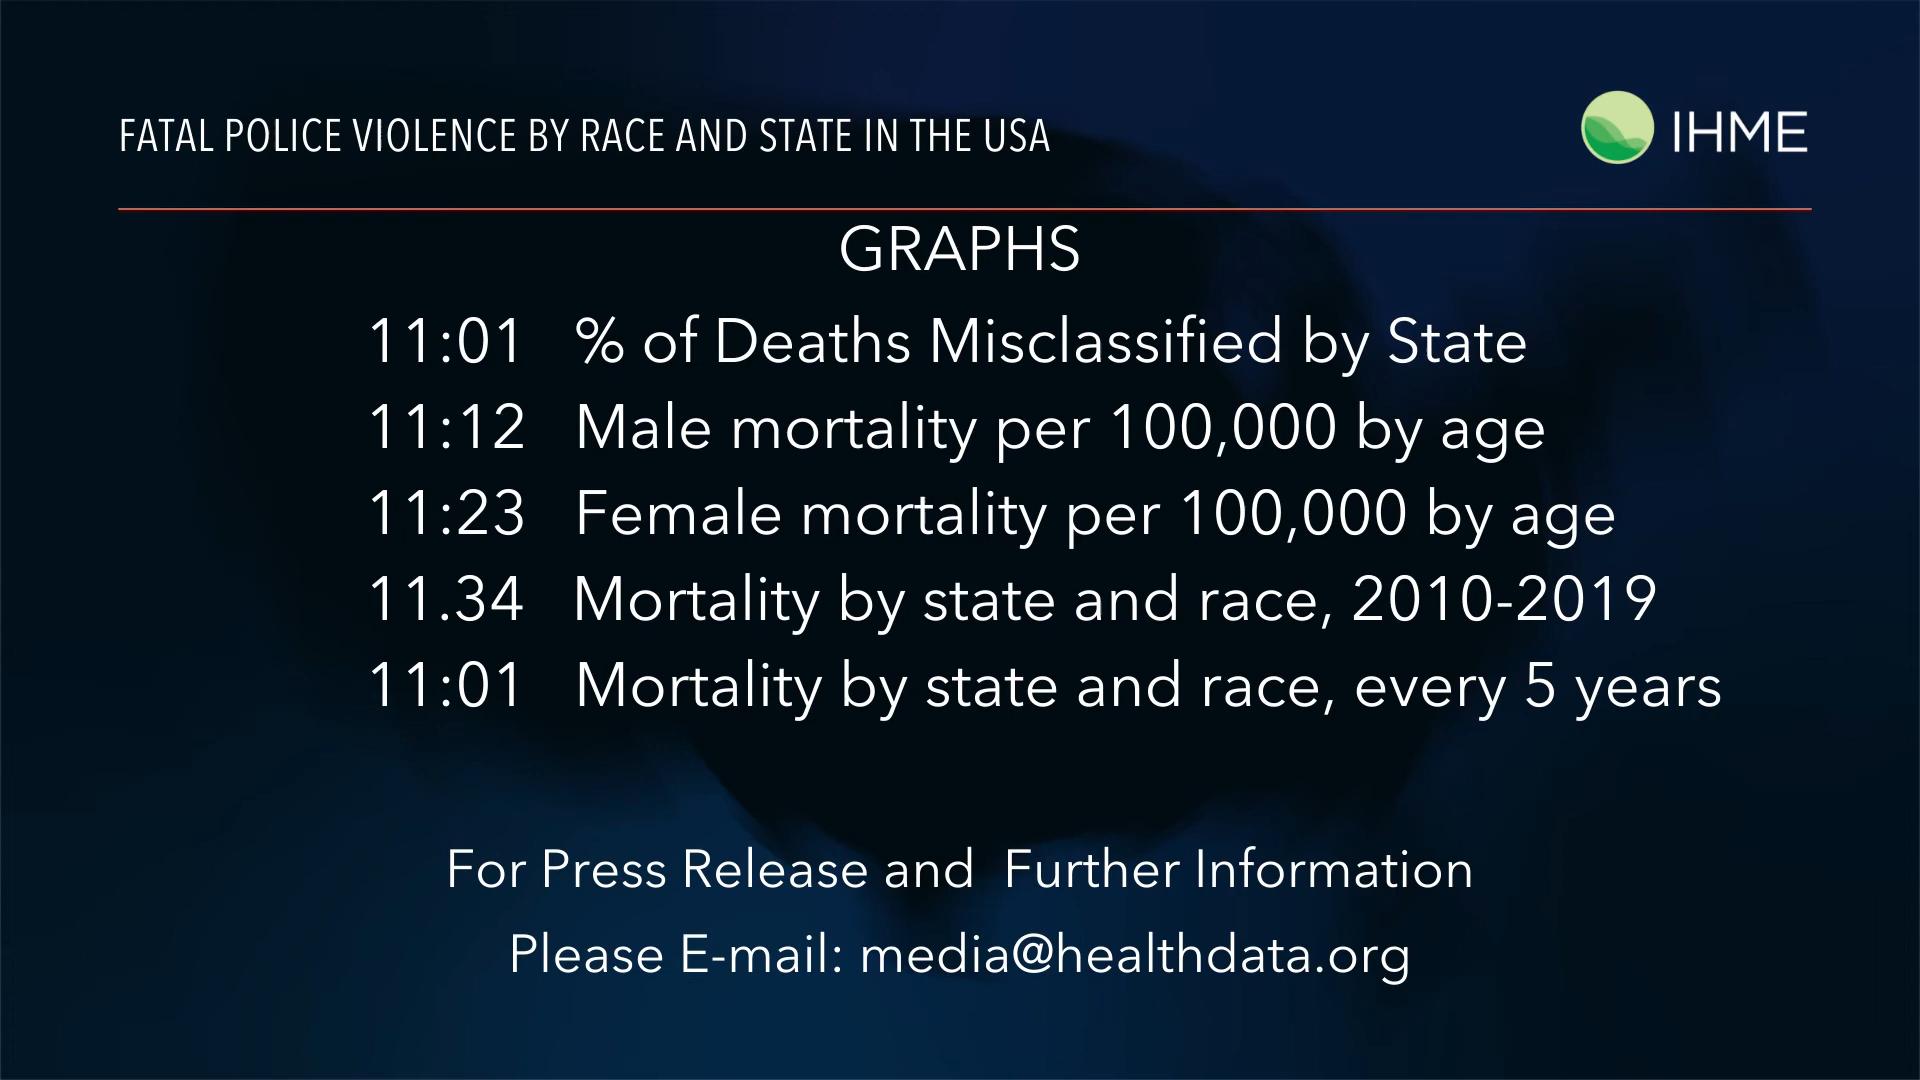 FATAL POLICE VIOLENCE BY RACE AND STATE IN THE USA
IHME
GRAPHS
11:01 % of Deaths Misclassified by State
11:12 Male mortality per 100,000 by age
11:23 Female mortality per 100,000 by age
11.34 Mortality by state and race, 2010-2019
11:01 Mortality by state and race, every 5 years
For Press Release and Further Information
Please E-mail: media@healthdata.org